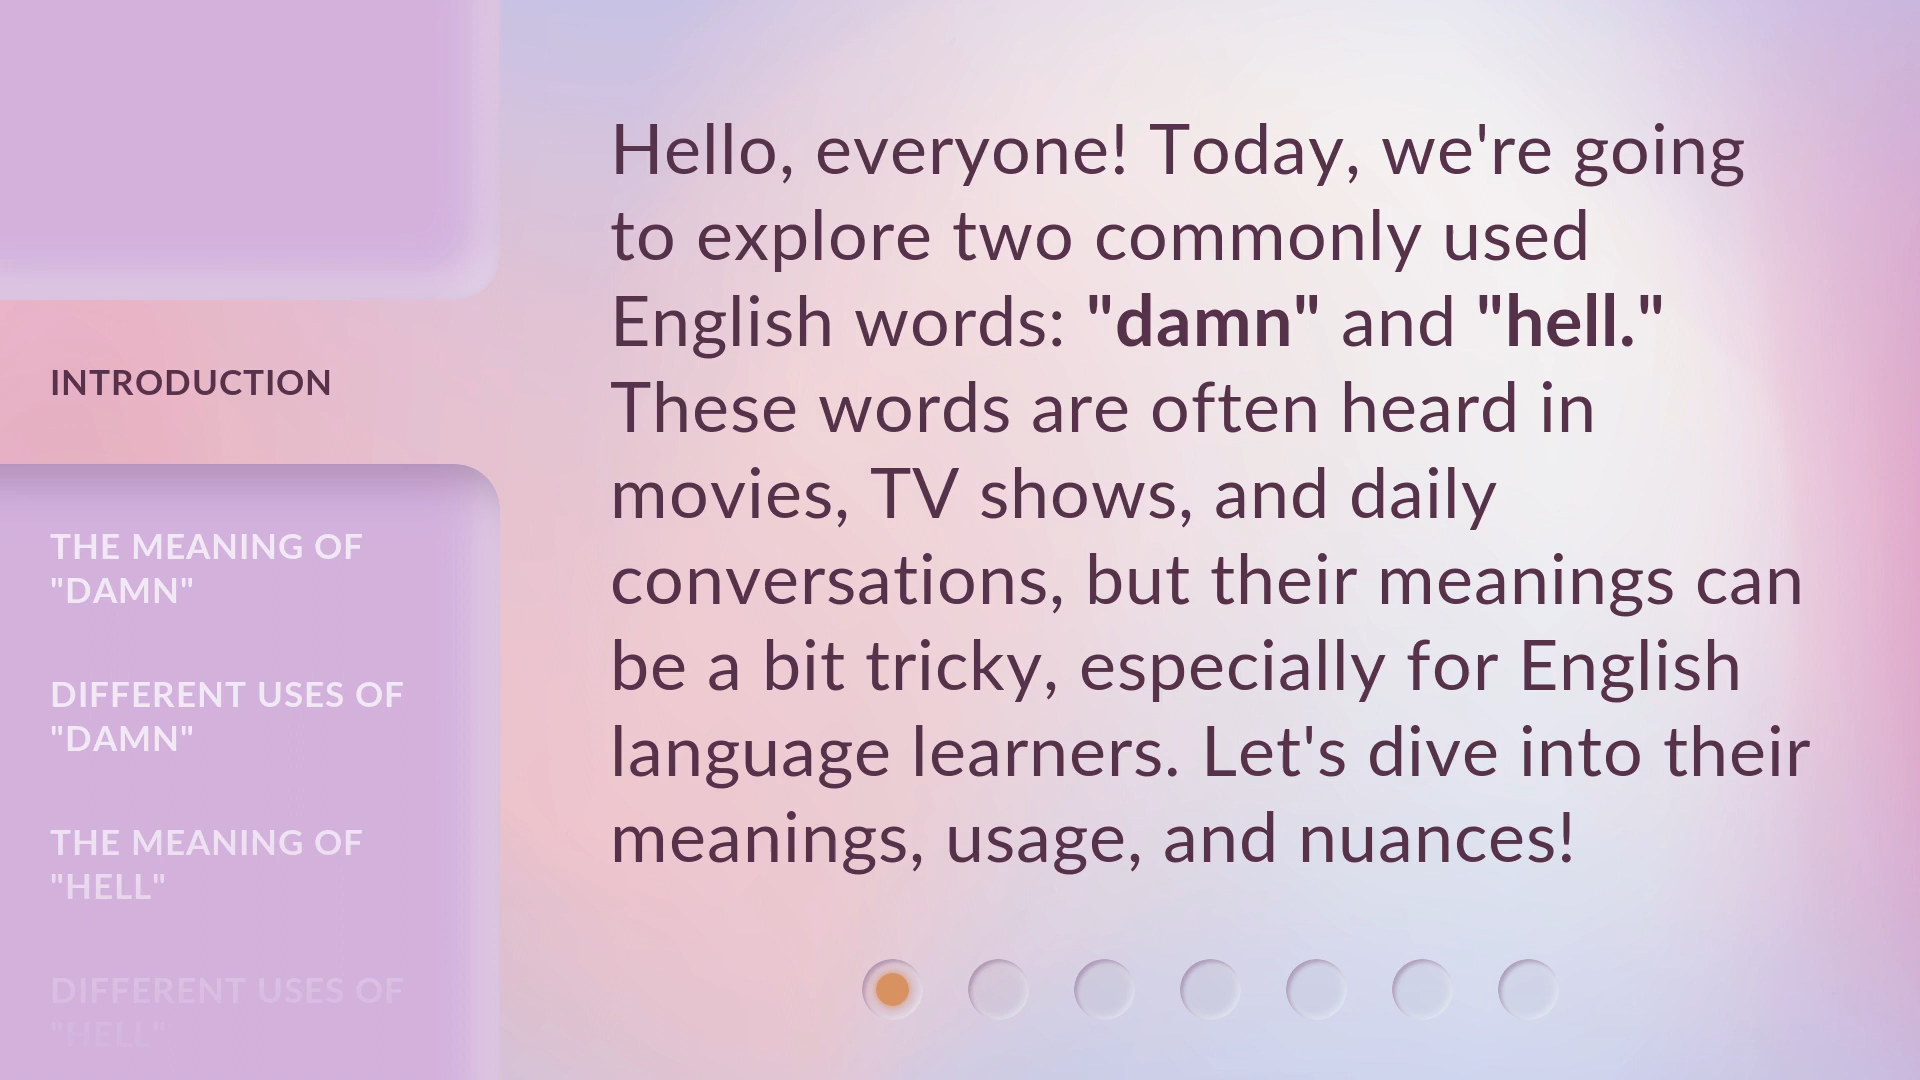 INTRODUCTION
THE MEANING OF
"DAMN"
DIFFERENT USES OF
"DAMN"
THE MEANING OF
"HELL"
DIFFERENT USES OF
"HELL"
Hello, everyone! Today, we're going
to explore two commonly used
English words: "damn" and "hell."
These words are often heard in
movies, TV shows, and daily
conversations, but their meanings can
be a bit tricky, especially for English
language learners. Let's dive into their
meanings, usage, and nuances!